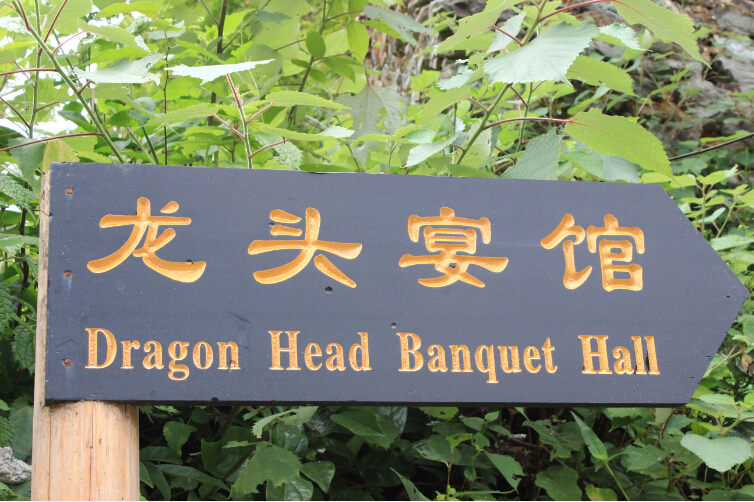 龙头宴馆
Dragon Head Banquet Hall